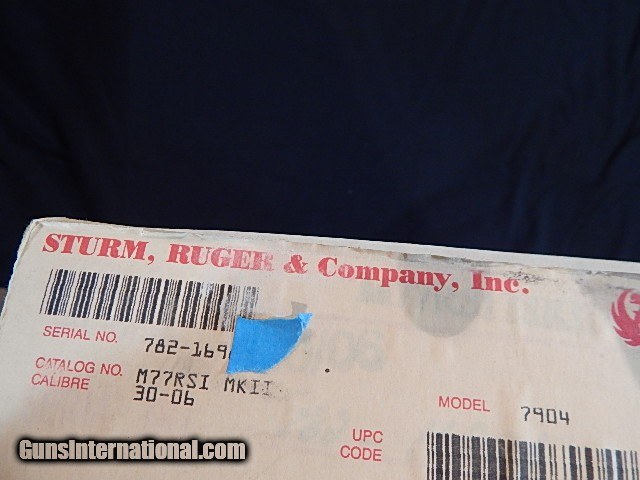 STURM, RUGER & Company, Inc.
SERIAL NO. 782-169
CATALOG NO. M77RSI MKII
CALIBRE 30-06
MODEL 7904
UPC
CODE
GunsInternational.com